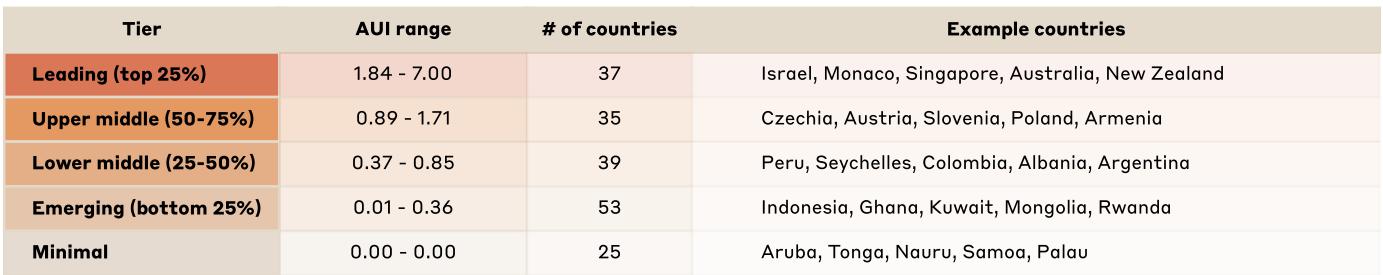 Tier AUI range # of countries Example countries
Leading (top 25%) 1.84 - 7.00 37 Israel, Monaco, Singapore, Australia, New Zealand
Upper middle (50-75%) 0.89 - 1.71 35 Czechia, Austria, Slovenia, Poland, Armenia
Lower middle (25-50%) 0.37 - 0.85 39 Peru, Seychelles, Colombia, Albania, Argentina
Emerging (bottom 25%) 0.01 - 0.36 53 Indonesia, Ghana, Kuwait, Mongolia, Rwanda
Minimal 0.00 - 0.00 25 Aruba, Tonga, Nauru, Samoa, Palau